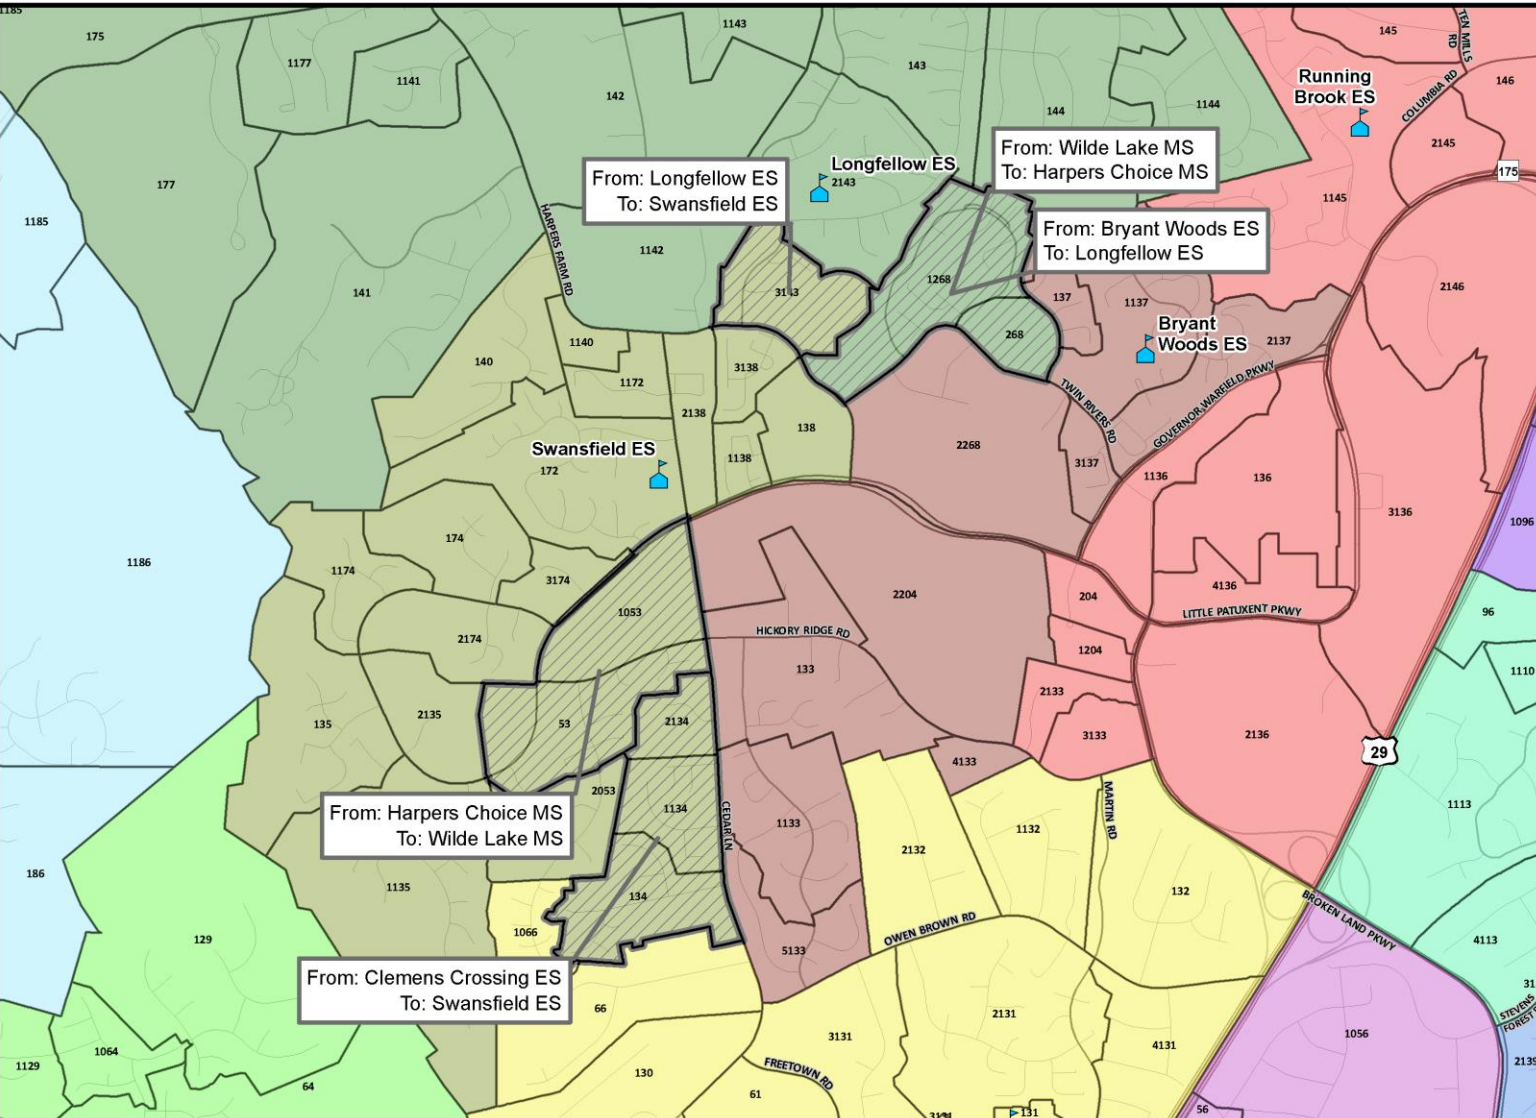 1185
175
1177
1141
1143
142
143
144
1144
145
TEN MILLS
RD
146
Running
Brook ES
COLUMBIA RD
2145
175
1145
177
1185
From: Longfellow ES
To: Swansfield ES
Longfellow ES
2143
From: Wilde Lake MS
To: Harpers Choice MS
From: Bryant Woods ES
To: Longfellow ES
HARPERS FARM RD
1142
141
3143
1268
268
137
1137
Bryant
Woods ES
2137
2146
140
1140
1172
3138
2138
138
1138
GOVERNOR WARFIELD PKWY
TWIN RIVERS RD
2268
3137
1136
136
3136
1096
Swansfield ES
172
174
1186
1174
3174
1053
2204
204
4136
LITTLE PATUXENT PKWY
96
HICKORY RIDGE RD
2174
133
1204
1110
135
2135
53
2134
2133
3133
2136
29
4133
2053
1134
CEDAR LN
1133
MARTIN RD
1113
From: Harpers Choice MS
To: Wilde Lake MS
1132
2132
186
1135
134
132
BROKEN LAND PKWY
129
1066
OWEN BROWN RD
5133
4113
From: Clemens Crossing ES
To: Swansfield ES
66
31
STEVENS
FOREST
2131
3131
4131
1056
1064
1129
64
130
FREETOWN RD
61
2139
3191
131
56